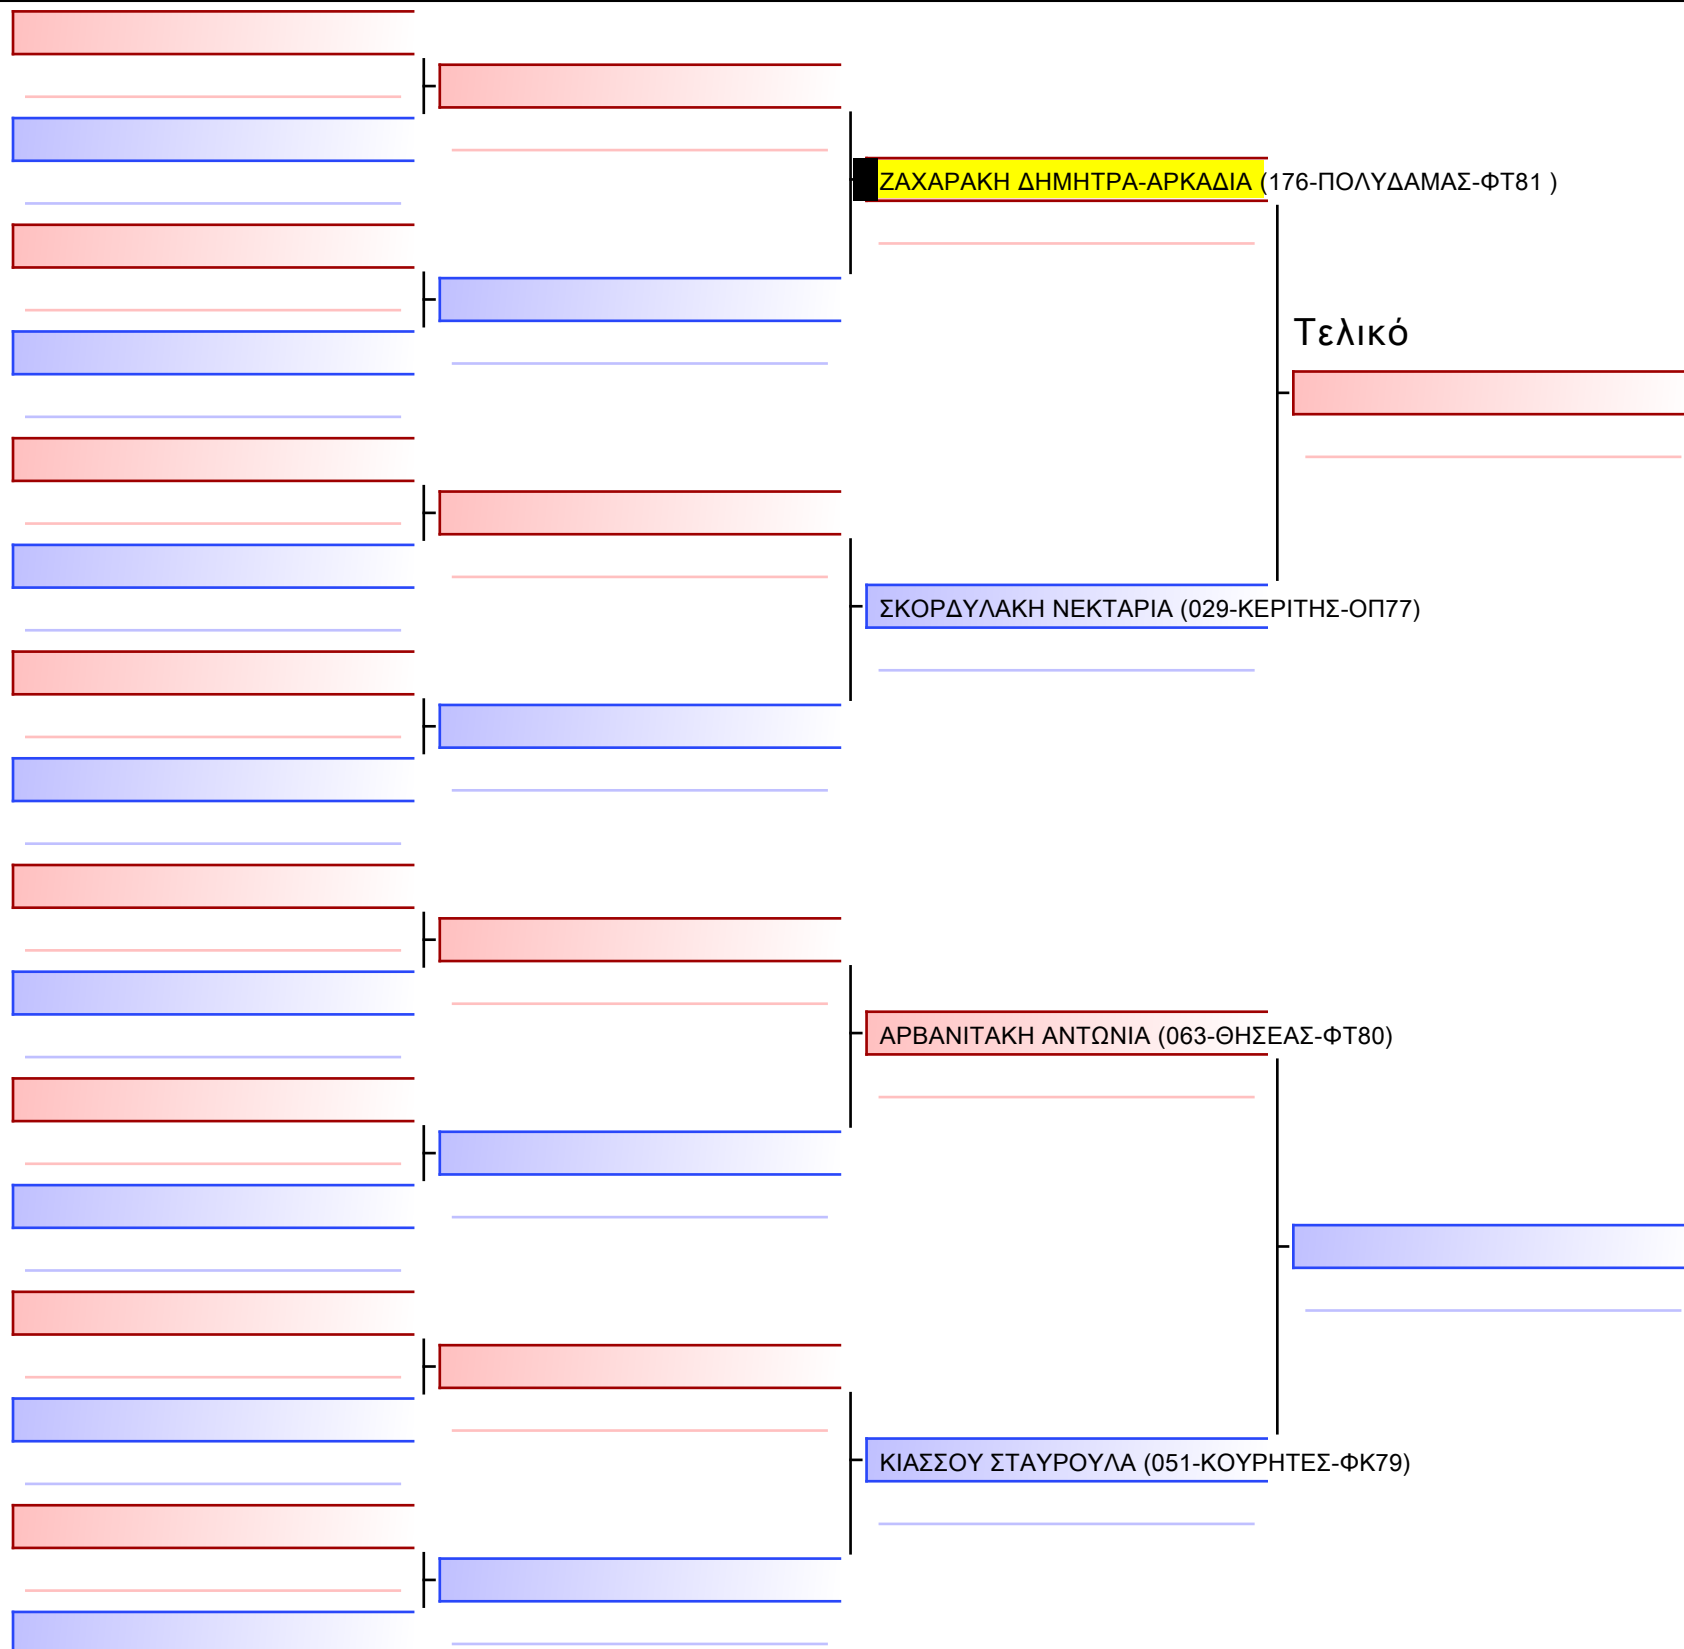 ΖΑΧΑΡΑΚΗ ΔΗΜΗΤΡΑ-ΑΡΚΑΔΙΑ (176-ΠΟΛΥΔΑΜΑΣ-ΦΤ81 )
Τελικό
ΣΚΟΡΔΥΛΑΚΗ ΝΕΚΤΑΡΙΑ (029-ΚΕΡΙΤΗΣ-ΟΠ77)
ΑΡΒΑΝΙΤΑΚΗ ΑΝΤΩΝΙΑ (063-ΘΗΣΕΑΣ-ΦΤ80)
ΚΙΑΣΣΟΥ ΣΤΑΥΡΟΥΛΑ (051-ΚΟΥΡΗΤΕΣ-ΦΚ79)